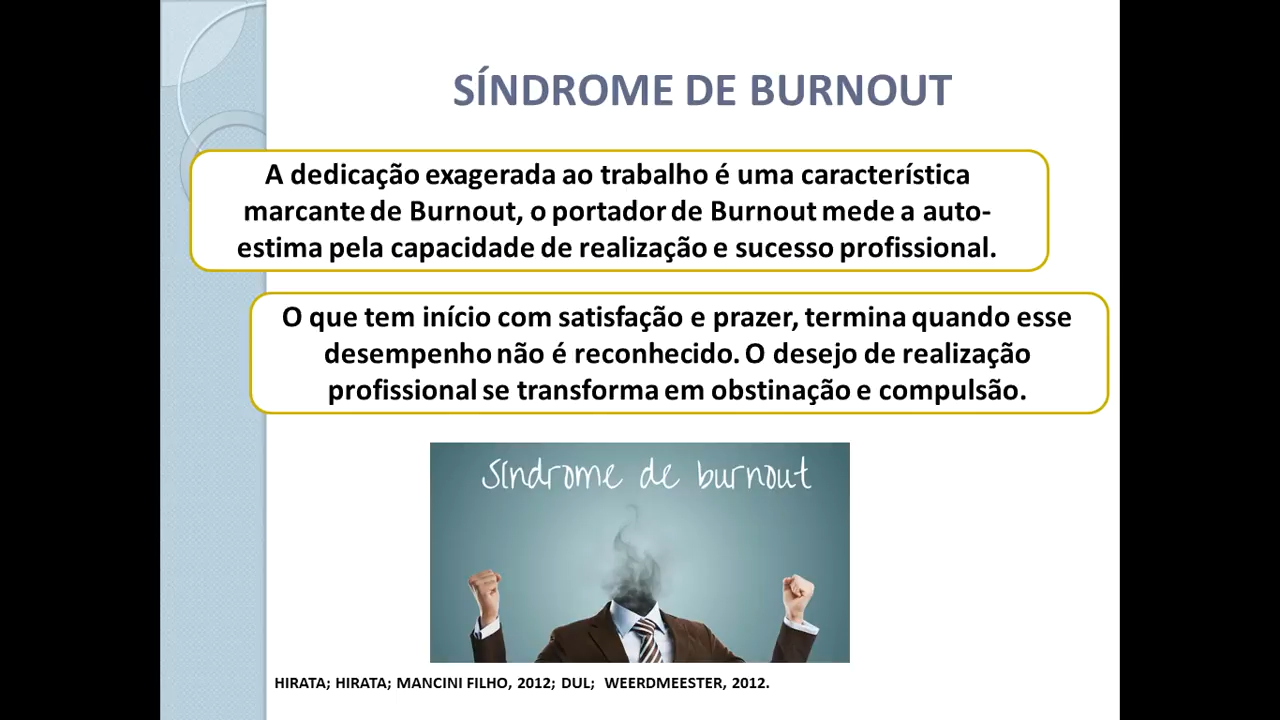 SÍNDROME DE BURNOUT
A dedicação exagerada ao trabalho é uma característica
marcante de Burnout, o portador de Burnout mede a auto-
estima pela capacidade de realização e sucesso profissional.
O que tem início com satisfação e prazer, termina quando esse
desempenho não é reconhecido. O desejo de realização
profissional se transforma em obstinação e compulsão.
síndrome de burnout
HIRATA; HIRATA; MANCINI FILHO, 2012; DUL; WEERDMEESTER, 2012.